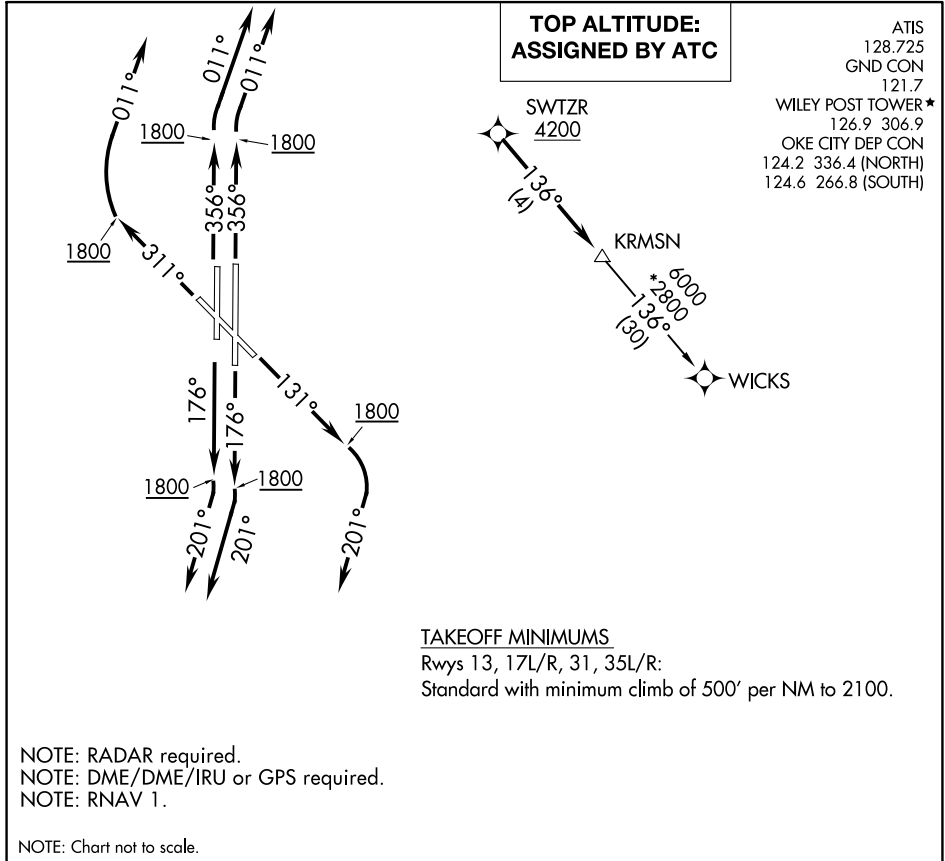 TOP ALTITUDE:
ASSIGNED BY ATC
ATIS
128.725
GND CON
121.7
WILEY POST TOWER★
126.9 306.9
OKE CITY DEP CON
124.2 336.4 (NORTH)
124.6 266.8 (SOUTH)
011°
011°
011°
1800
1800
356°
356°
1800
311°
131°
1800
176°
176°
1800
1800
201°
201°
201°
SWTZR
4200
136°
(4)
KRMSN
6000
*2800
136°
(30)
WICKS
TAKEOFF MINIMUMS
Rwys 13, 17L/R, 31, 35L/R:
Standard with minimum climb of 500' per NM to 2100.
NOTE: RADAR required.
NOTE: DME/DME/IRU or GPS required.
NOTE: RNAV 1.
NOTE: Chart not to scale.